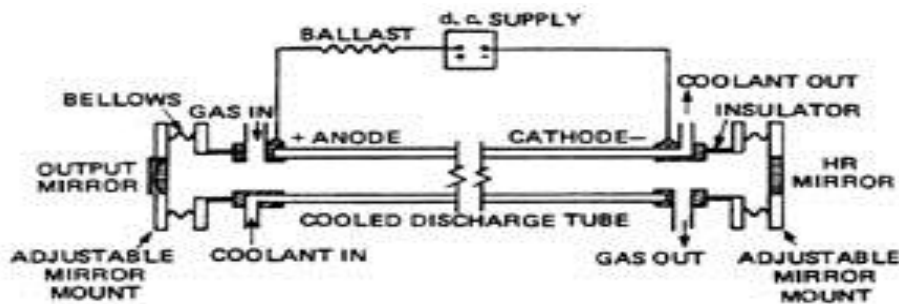 d. c. SUPPLY
BALLAST
COOLANT OUT
BELLOWS
GAS IN
INSULATOR
+ ANODE
CATHODE–
OUTPUT
MIRROR
HR
MIRROR
COOLED DISCHARGE TUBE
ADJUSTABLE
MIRROR
MOUNT
COOLANT IN
GAS OUT
ADJUSTABLE
MIRROR
MOUNT